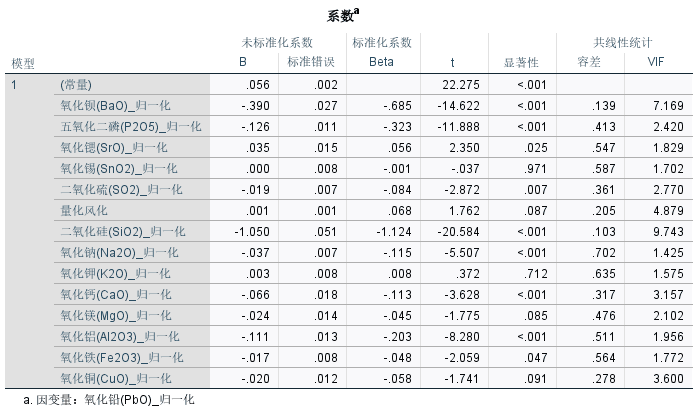 系数a
未标准化系数 标准化系数 共线性统计
模型 B 标准错误 Beta t 显著性 容差 VIF
1 (常量) .056 .002 22.275 <.001
氧化钡(BaO)_归一化 -.390 .027 -.685 -14.622 <.001 .139 7.169
五氧化二磷(P2O5)_归一化 -.126 .011 -.323 -11.888 <.001 .413 2.420
氧化锶(SrO)_归一化 .035 .015 .056 2.350 .025 .547 1.829
氧化锡(SnO2)_归一化 .000 .008 -.001 -.037 .971 .587 1.702
二氧化硫(SO2)_归一化 -.019 .007 -.084 -2.872 .007 .361 2.770
量化风化 .001 .001 .068 1.762 .087 .205 4.879
二氧化硅(SiO2)_归一化 -1.050 .051 -1.124 -20.584 <.001 .103 9.743
氧化钠(Na2O)_归一化 -.037 .007 -.115 -5.507 <.001 .702 1.425
氧化钾(K2O)_归一化 .003 .008 .008 .372 .712 .635 1.575
氧化钙(CaO)_归一化 -.066 .018 -.113 -3.628 <.001 .317 3.157
氧化镁(MgO)_归一化 -.024 .014 -.045 -1.775 .085 .476 2.102
氧化铝(Al2O3)_归一化 -.111 .013 -.203 -8.280 <.001 .511 1.956
氧化铁(Fe2O3)_归一化 -.017 .008 -.048 -2.059 .047 .564 1.772
氧化铜(CuO)_归一化 -.020 .012 -.058 -1.741 .091 .278 3.600
a. 因变量：氧化铅(PbO)_归一化